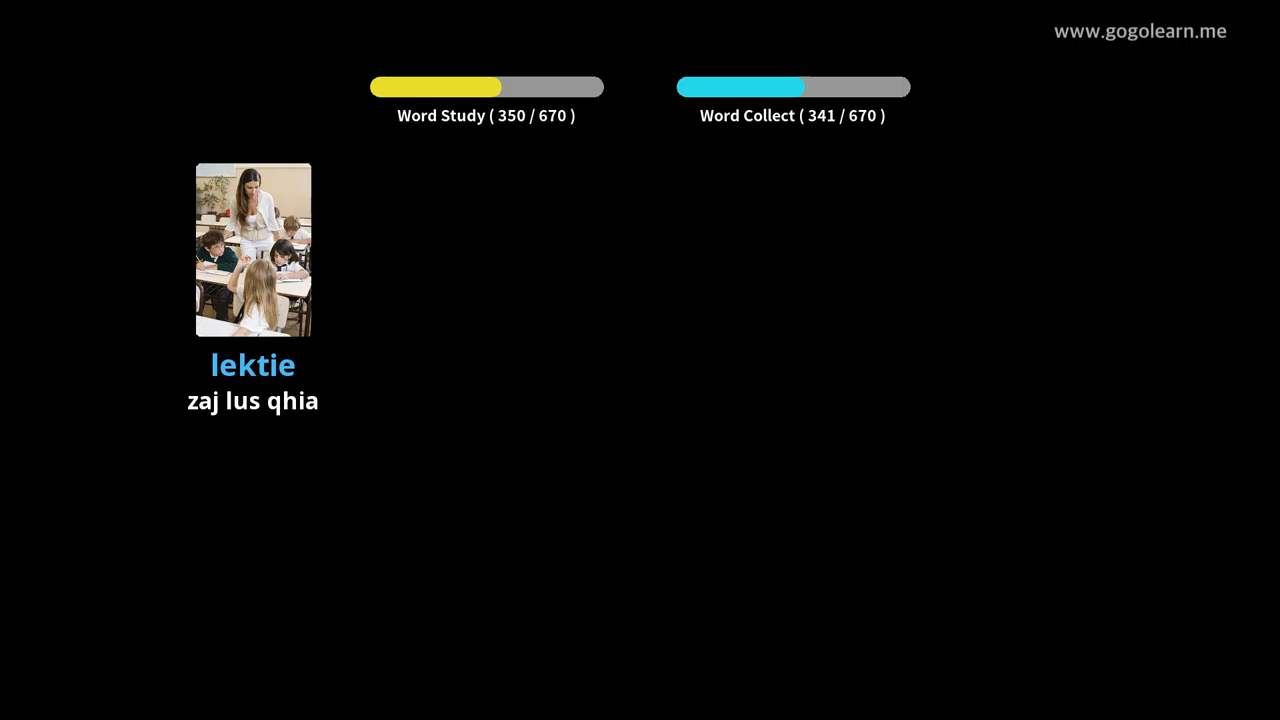 www.gogolearn.me
Word Study ( 350 / 670 )
Word Collect ( 341 / 670 )
lektie
zaj lus qhia